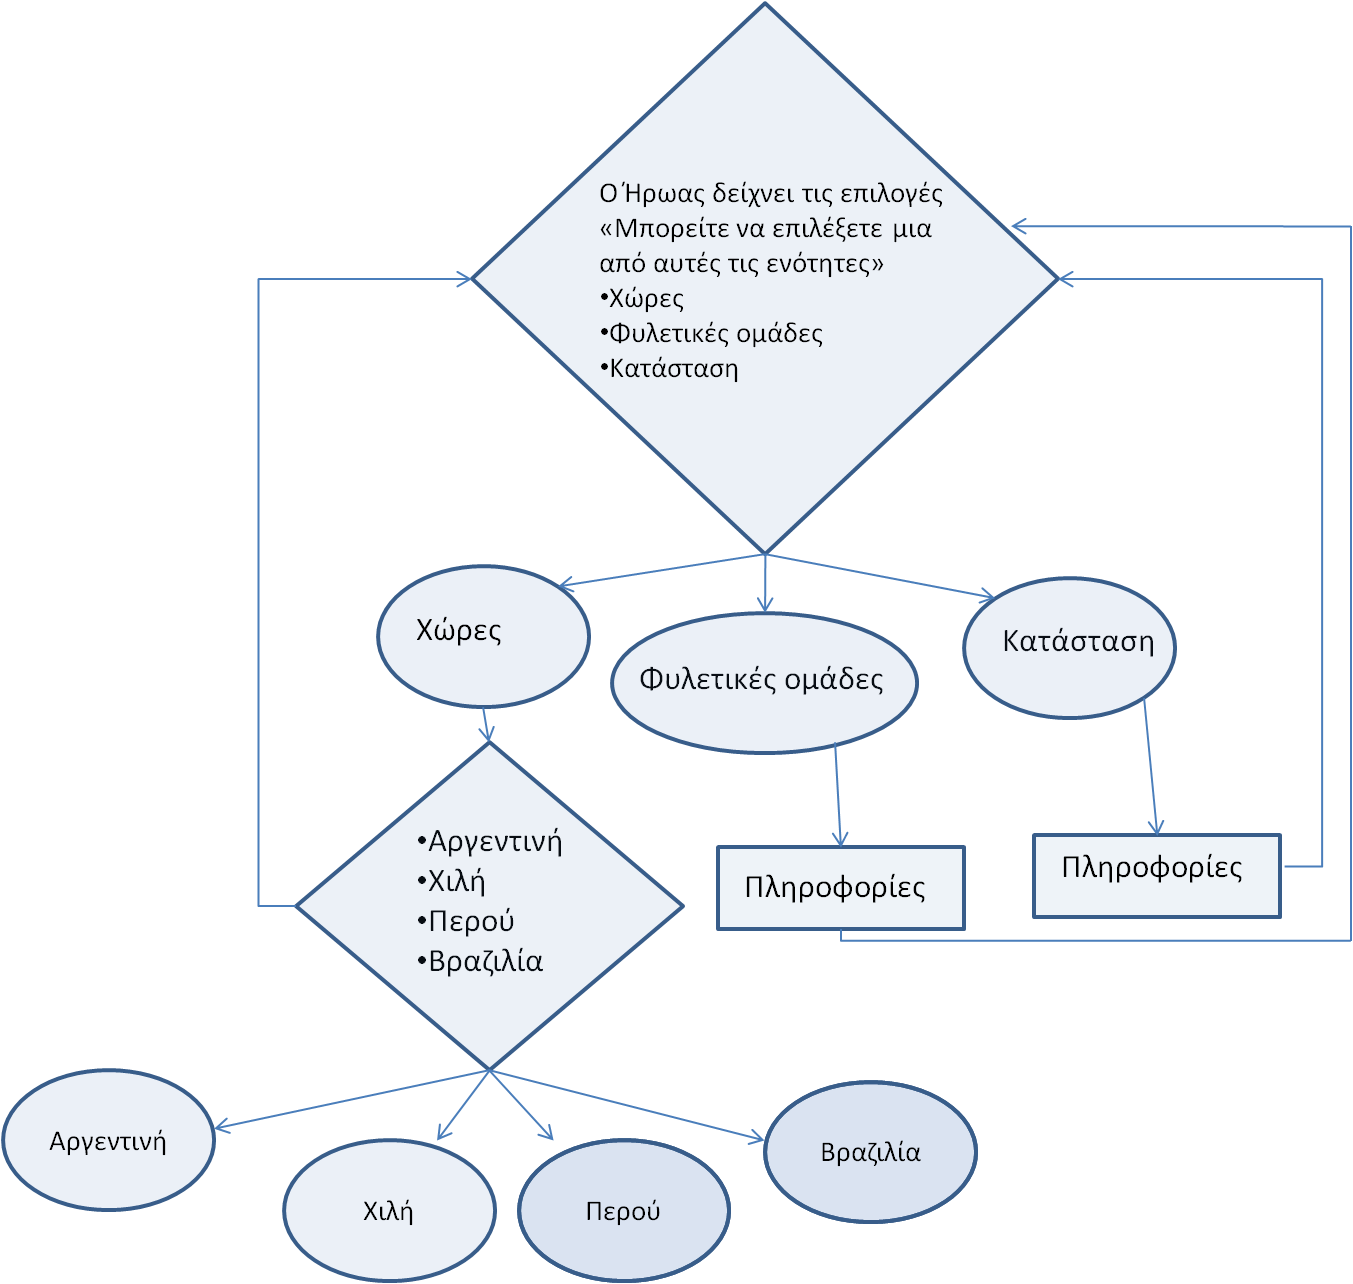 Ο Ήρωας δείχνει τις επιλογές
«Μπορείτε να επιλέξετε μια
από αυτές τις ενότητες»
•Χώρες
•Φυλετικές ομάδες
•Κατάσταση
Χώρες
Φυλετικές ομάδες
Κατάσταση
•Αργεντινή
•Χιλή
•Περού
•Βραζιλία
Πληροφορίες
Πληροφορίες
Αργεντινή
Χιλή
Περού
Βραζιλία